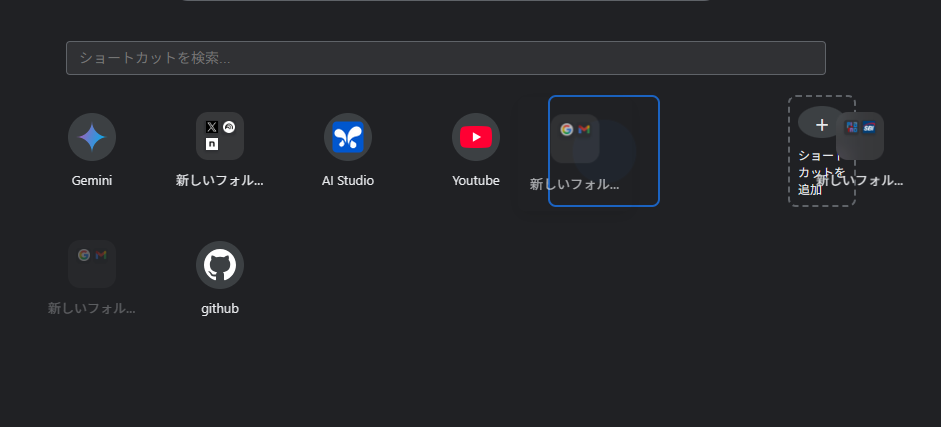 ショートカットを検索...
Gemini
新しいフォル...
AI Studio
Youtube
新しいフォル...
ショート
カットを
追加
新しいフォル...
新しいフォル...
github